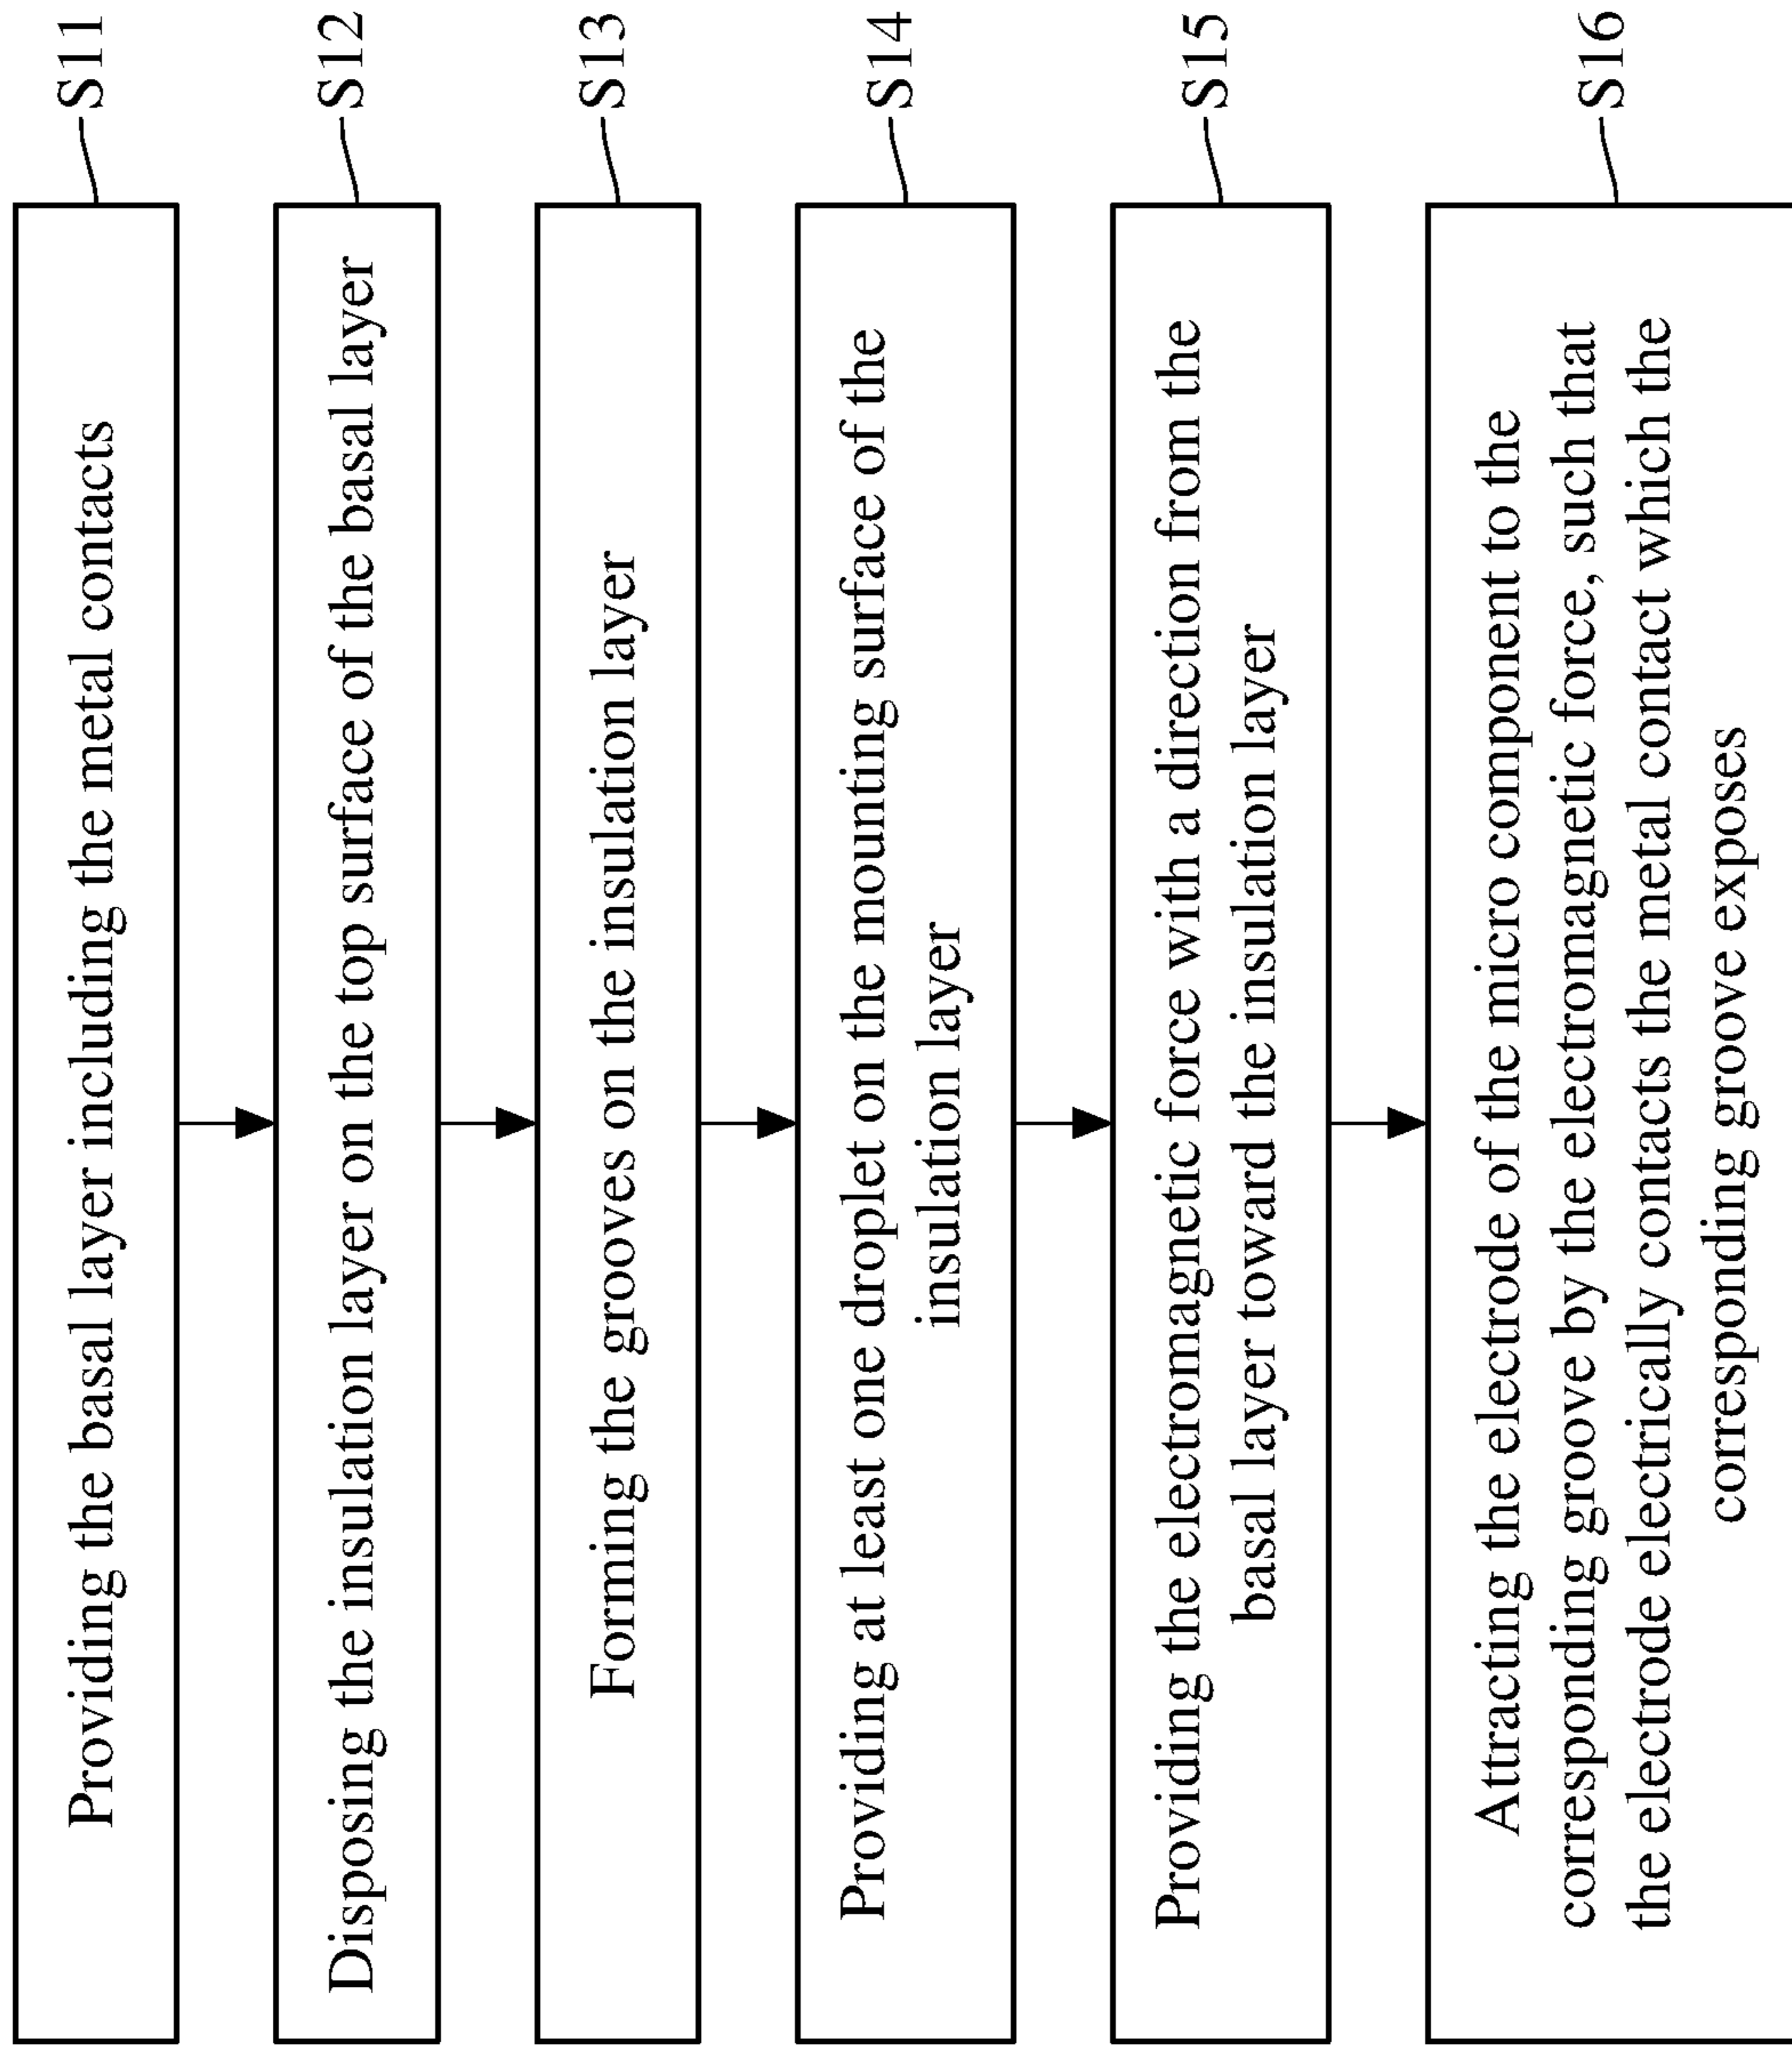 Providing the basal layer including the metal contacts
S11
Disposing the insulation layer on the top surface of the basal layer
S12
Forming the grooves on the insulation layer
S13
Providing at least one droplet on the mounting surface of the
insulation layer
S14
Providing the electromagnetic force with a direction from the
basal layer toward the insulation layer
S15
Attracting the electrode of the micro component to the
corresponding groove by the electromagnetic force, such that
the electrode electrically contacts the metal contact which the
corresponding groove exposes
S16